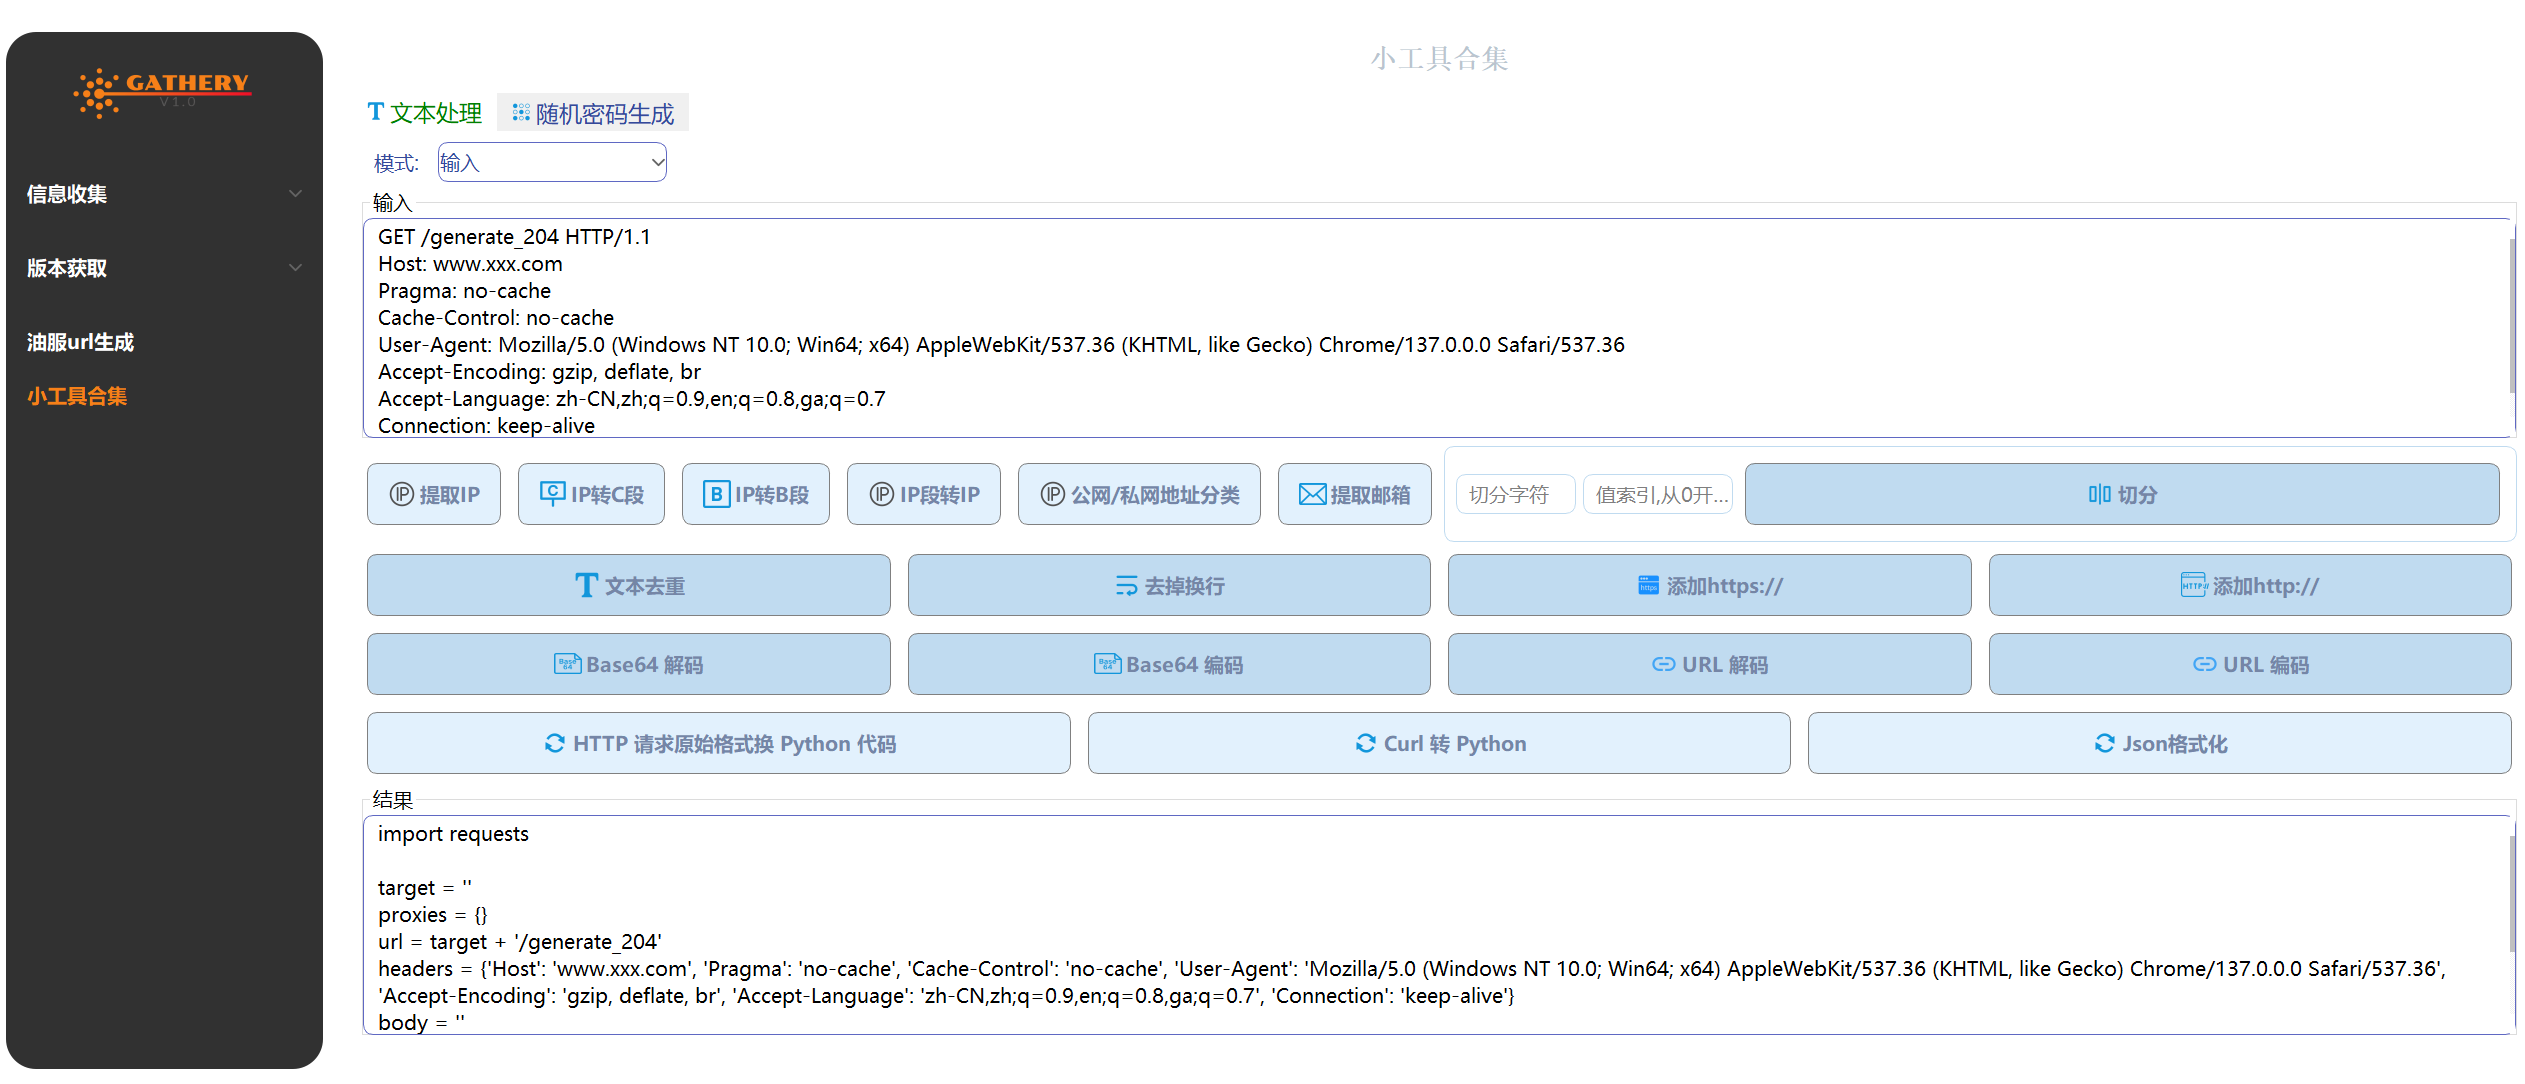 GATHERY
V1.0
信息收集
版本获取
油服url生成
小工具合集
小工具合集
文本处理
随机密码生成
模式:
输入
输入
GET /generate_204 HTTP/1.1
Host: www.xxx.com
Pragma: no-cache
Cache-Control: no-cache
User-Agent: Mozilla/5.0 (Windows NT 10.0; Win64; x64) AppleWebKit/537.36 (KHTML, like Gecko) Chrome/137.0.0.0 Safari/537.36
Accept-Encoding: gzip, deflate, br
Accept-Language: zh-CN,zh;q=0.9,en;q=0.8,ga;q=0.7
Connection: keep-alive
IP 提取IP
C IP转C段
B IP转B段
IP IP段转IP
IP 公网/私网地址分类
提取邮箱
切分字符
值索引,从0开...
切分
T 文本去重
去掉换行
https 添加https://
HTTP:// 添加http://
Base64 Base64 解码
Base64 Base64 编码
URL 解码
URL 编码
HTTP 请求原始格式换 Python 代码
Curl 转 Python
Json格式化
结果
import requests
target = ''
proxies = {}
url = target + '/generate_204'
headers = {'Host': 'www.xxx.com', 'Pragma': 'no-cache', 'Cache-Control': 'no-cache', 'User-Agent': 'Mozilla/5.0 (Windows NT 10.0; Win64; x64) AppleWebKit/537.36 (KHTML, like Gecko) Chrome/137.0.0.0 Safari/537.36',
'Accept-Encoding': 'gzip, deflate, br', 'Accept-Language': 'zh-CN,zh;q=0.9,en;q=0.8,ga;q=0.7', 'Connection': 'keep-alive'}
body = ''